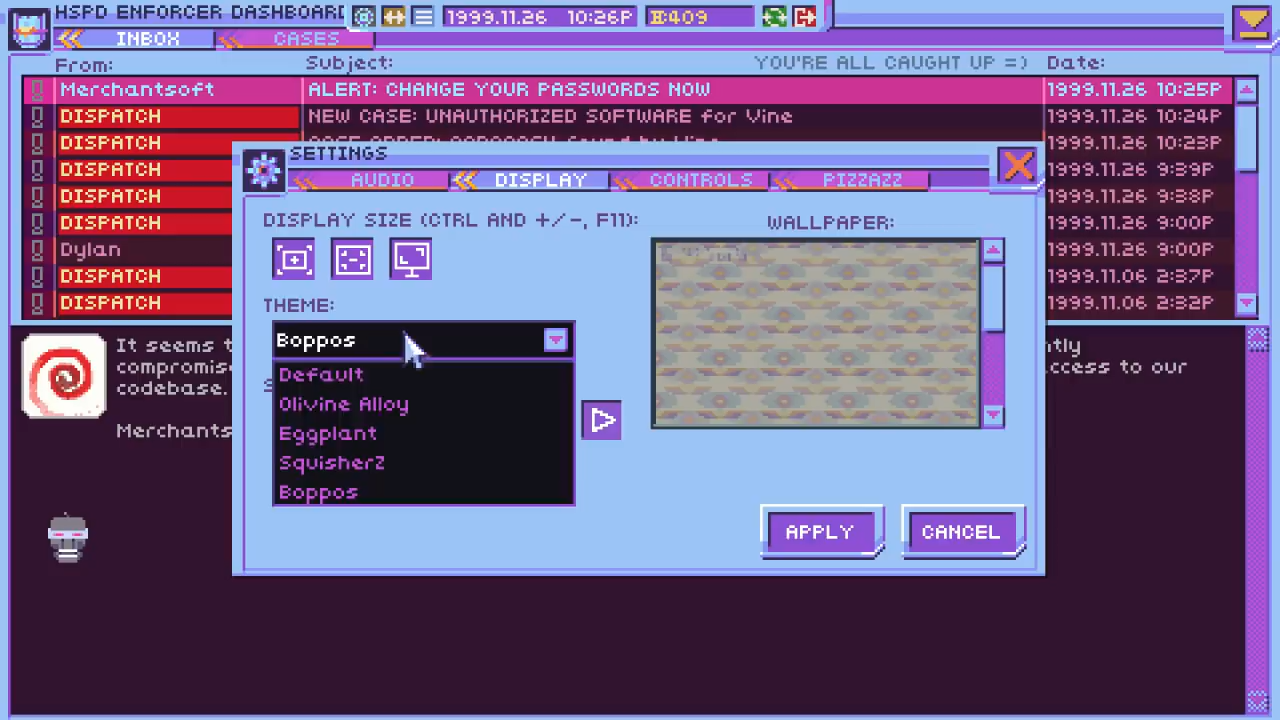 HSPD ENFORCER DASHBOARD
1999.11.26 10:26P
409
INBOX
CASES
From:
Subject:
YOU'RE ALL CAUGHT UP =)
Date:
Merchantsoft
ALERT: CHANGE YOUR PASSWORDS NOW
1999.11.26 10:25P
DISPATCH
NEW CASE: UNAUTHORIZED SOFTWARE for Vine
1999.11.26 10:24P
DISPATCH
1999.11.26 10:23P
DISPATCH
1999.11.26 9:39P
DISPATCH
1999.11.26 9:38P
DISPATCH
1999.11.26 9:00P
Dylan
1999.11.26 9:00P
DISPATCH
1999.11.06 2:37P
DISPATCH
1999.11.06 2:32P
SETTINGS
AUDIO
DISPLAY
CONTROLS
PIZZAZZ
DISPLAY SIZE (CTRL AND +/-, F11):
WALLPAPER:
THEME:
Boppos
Default
Olivine Alloy
Eggplant
SquisherZ
Boppos
APPLY
CANCEL
It seems
compromis
ccess to our
codebase.
Merchants